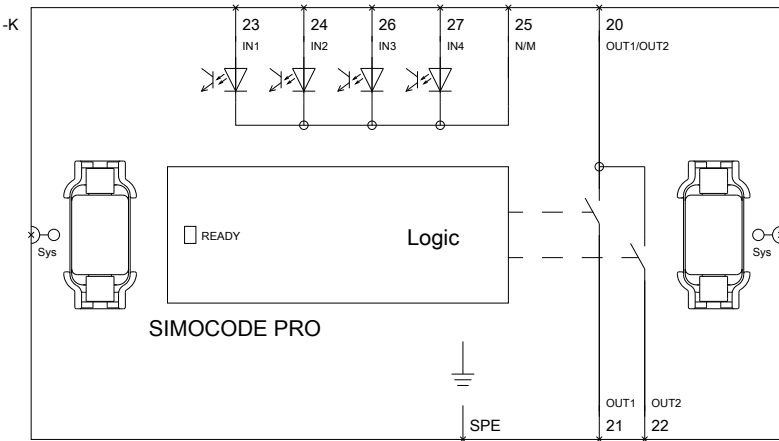 -K
23 24 26 27 25 20
IN1 IN2 IN3 IN4 N/M OUT1/OUT2
READY
Logic
Sys
Sys
SIMOCODE PRO
OUT1 OUT2
SPE 21 22